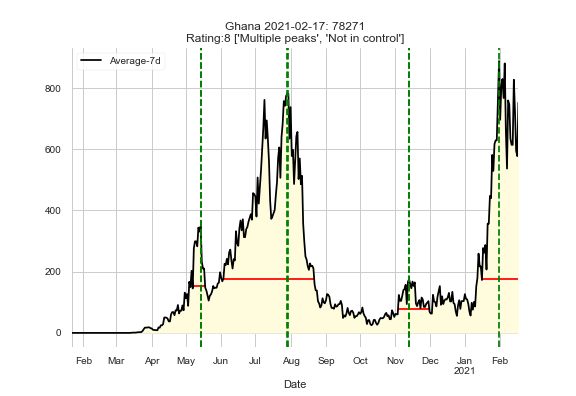 Ghana 2021-02-17: 78271
Rating:8 ['Multiple peaks', 'Not in control']
Average-7d
800
600
400
200
0
Feb Mar Apr May Jun Jul Aug Sep Oct Nov Dec Jan Feb
2021
Date